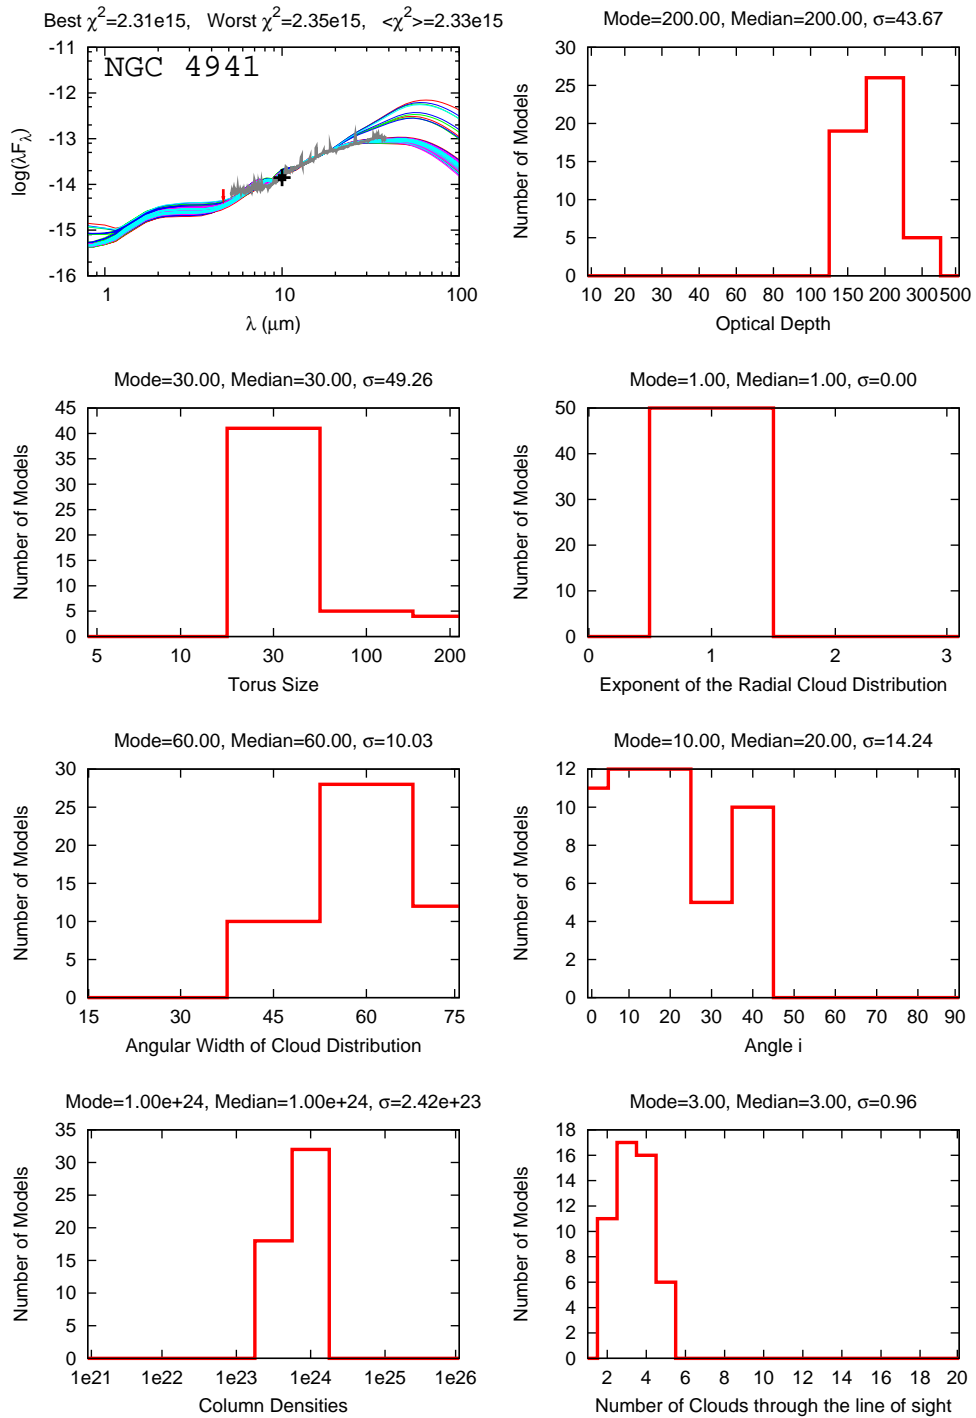 Best χ²=2.31e15, Worst χ²=2.35e15, <χ²>=2.33e15
NGC 4941
log(λFλ)
-11
-12
-13
-14
-15
-16
1 10 100
λ (μm)
Mode=200.00, Median=200.00, σ=43.67
Number of Models
30
25
20
15
10
5
0
10 20 30 40 60 80 100 150 200 300 500
Optical Depth
Mode=30.00, Median=30.00, σ=49.26
Number of Models
45
40
35
30
25
20
15
10
5
0
5 10 30 100 200
Torus Size
Mode=1.00, Median=1.00, σ=0.00
Number of Models
50
40
30
20
10
0
0 1 2 3
Exponent of the Radial Cloud Distribution
Mode=60.00, Median=60.00, σ=10.03
Number of Models
30
25
20
15
10
5
0
15 30 45 60 75
Angular Width of Cloud Distribution
Mode=10.00, Median=20.00, σ=14.24
Number of Models
12
10
8
6
4
2
0
0 10 20 30 40 50 60 70 80 90
Angle i
Mode=1.00e+24, Median=1.00e+24, σ=2.42e+23
Number of Models
35
30
25
20
15
10
5
0
1e21 1e22 1e23 1e24 1e25 1e26
Column Densities
Mode=3.00, Median=3.00, σ=0.96
Number of Models
18
16
14
12
10
8
6
4
2
0
2 4 6 8 10 12 14 16 18 20
Number of Clouds through the line of sight